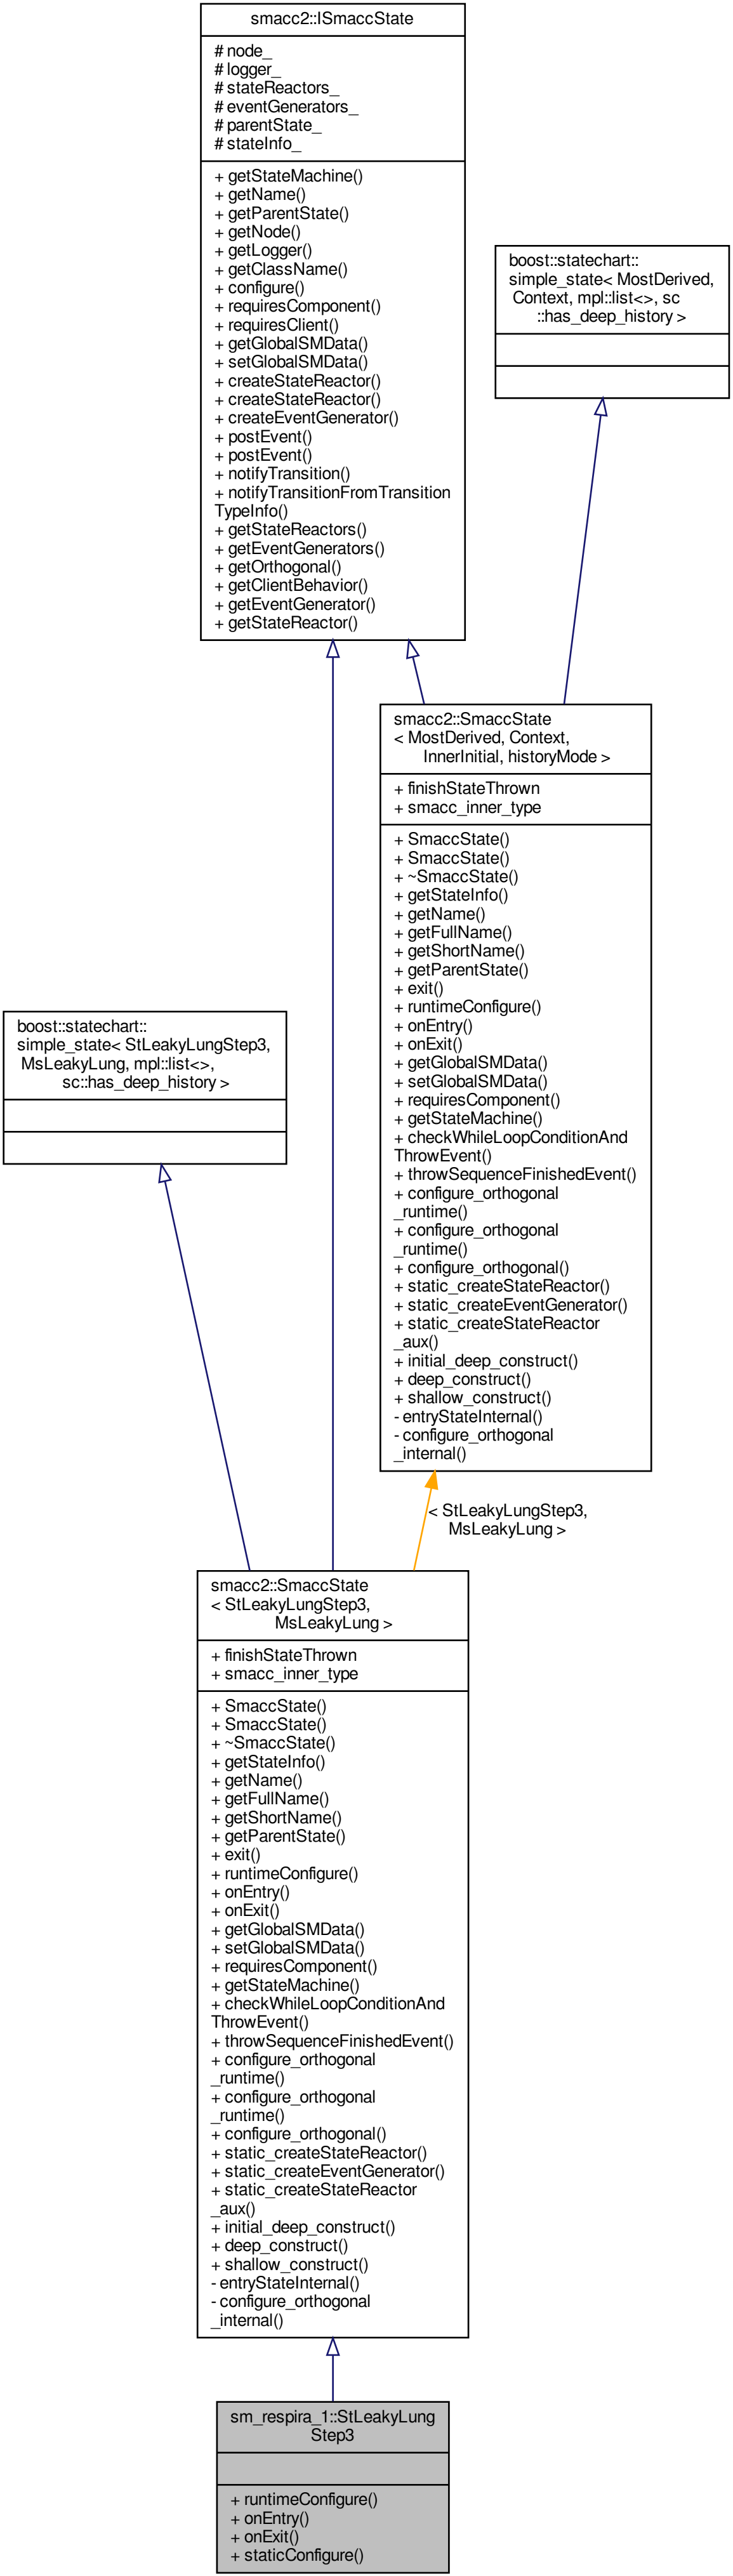 smacc2::ISmaccState
# node_
# logger_
# stateReactors_
# eventGenerators_
# parentState_
# stateInfo_
+ getStateMachine()
+ getName()
+ getParentState()
+ getNode()
+ getLogger()
+ getClassName()
+ configure()
+ requiresComponent()
+ requiresClient()
+ getGlobalSMData()
+ setGlobalSMData()
+ createStateReactor()
+ createStateReactor()
+ createEventGenerator()
+ postEvent()
+ postEvent()
+ notifyTransition()
+ notifyTransitionFromTransition
TypeInfo()
+ getStateReactors()
+ getEventGenerators()
+ getOrthogonal()
+ getClientBehavior()
+ getEventGenerator()
+ getStateReactor()
boost::statechart::
simple_state< MostDerived,
Context, mpl::list<>, sc
::has_deep_history >
smacc2::SmaccState
< MostDerived, Context,
InnerInitial, historyMode >
+ finishStateThrown
+ smacc_inner_type
+ SmaccState()
+ SmaccState()
+ ~SmaccState()
+ getStateInfo()
+ getName()
+ getFullName()
+ getShortName()
+ getParentState()
+ exit()
+ runtimeConfigure()
+ onEntry()
+ onExit()
+ getGlobalSMData()
+ setGlobalSMData()
+ requiresComponent()
+ getStateMachine()
+ checkWhileLoopConditionAnd
ThrowEvent()
+ throwSequenceFinishedEvent()
+ configure_orthogonal
_runtime()
+ configure_orthogonal
_runtime()
+ configure_orthogonal()
+ static_createStateReactor()
+ static_createEventGenerator()
+ static_createStateReactor
_aux()
+ initial_deep_construct()
+ deep_construct()
+ shallow_construct()
- entryStateInternal()
- configure_orthogonal
_internal()
boost::statechart::
simple_state< StLeakyLungStep3,
MsLeakyLung, mpl::list<>,
sc::has_deep_history >
< StLeakyLungStep3,
MsLeakyLung >
smacc2::SmaccState
< StLeakyLungStep3,
MsLeakyLung >
+ finishStateThrown
+ smacc_inner_type
+ SmaccState()
+ SmaccState()
+ ~SmaccState()
+ getStateInfo()
+ getName()
+ getFullName()
+ getShortName()
+ getParentState()
+ exit()
+ runtimeConfigure()
+ onEntry()
+ onExit()
+ getGlobalSMData()
+ setGlobalSMData()
+ requiresComponent()
+ getStateMachine()
+ checkWhileLoopConditionAnd
ThrowEvent()
+ throwSequenceFinishedEvent()
+ configure_orthogonal
_runtime()
+ configure_orthogonal
_runtime()
+ configure_orthogonal()
+ static_createStateReactor()
+ static_createEventGenerator()
+ static_createStateReactor
_aux()
+ initial_deep_construct()
+ deep_construct()
+ shallow_construct()
- entryStateInternal()
- configure_orthogonal
_internal()
sm_respira_1::StLeakyLung
Step3
+ runtimeConfigure()
+ onEntry()
+ onExit()
+ staticConfigure()